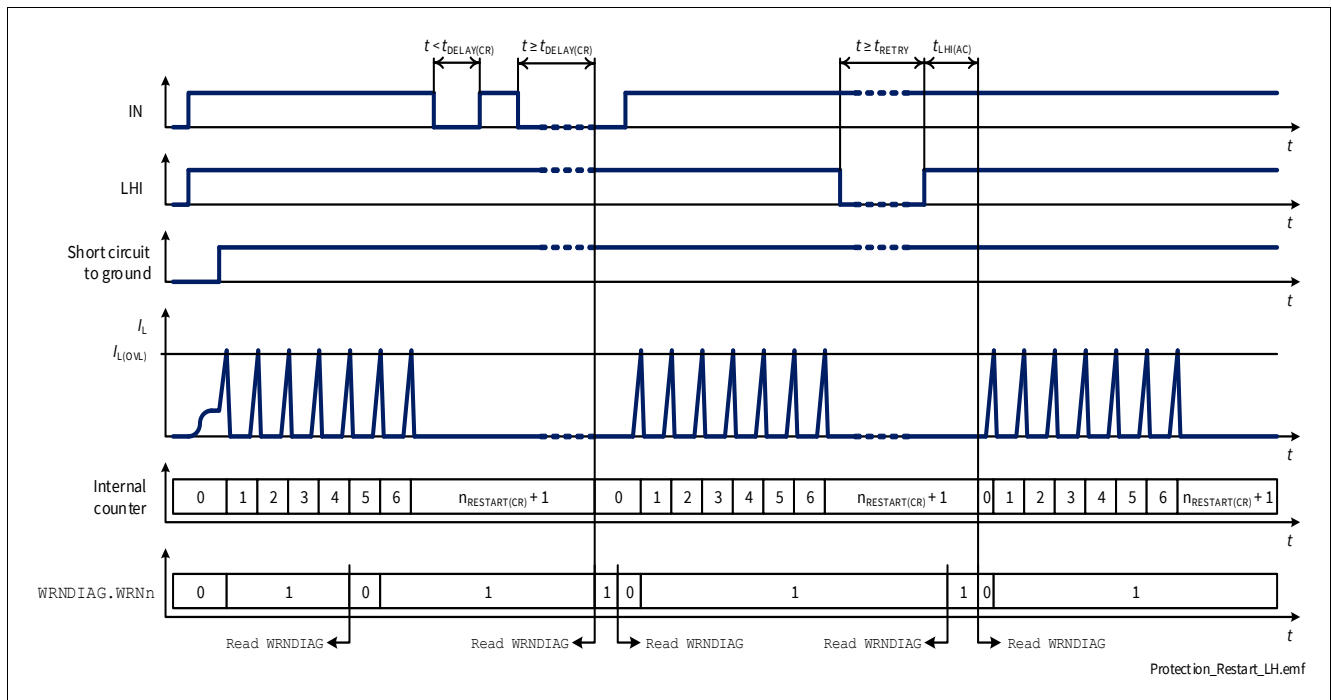 t < tDELAY(CR)
t ≥ tDELAY(CR)
t ≥ tRETRY
tLHI(AC)
IN
t
LHI
t
Short circuit
to ground
t
IL
IL(OVL)
t
Internal
counter
0 1 2 3 4 5 6 nRESTART(CR) + 1 0 1 2 3 4 5 6 nRESTART(CR) + 1 0 1 2 3 4 5 6 nRESTART(CR) + 1
t
WRNDIAG.WRNn
0 1 0 1 1 0 1 1 0 1
t
Read WRNDIAG Read WRNDIAG Read WRNDIAG Read WRNDIAG Read WRNDIAG
Protection_Restart_LH.emf